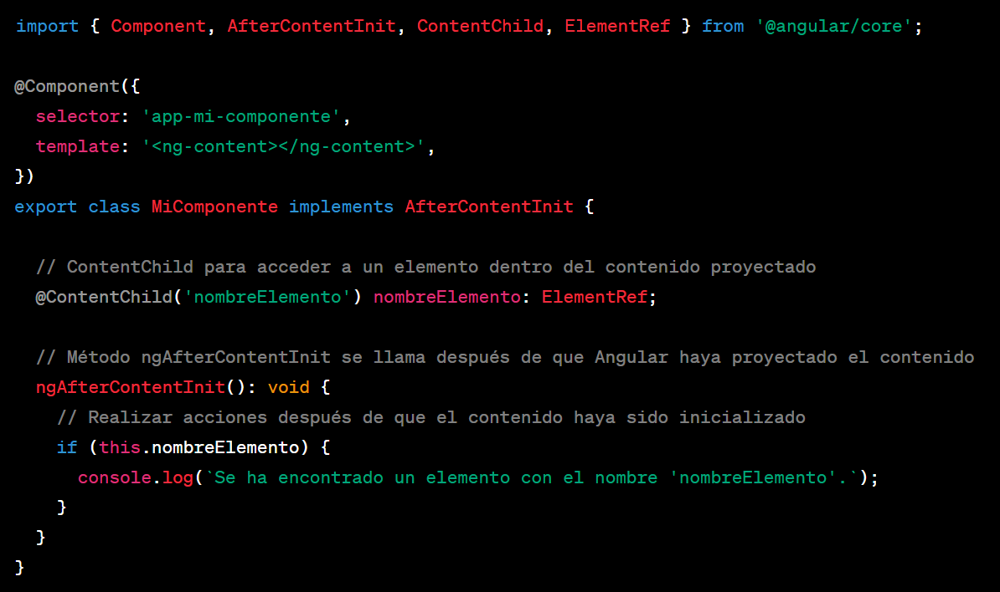 import { Component, AfterContentInit, ContentChild, ElementRef } from '@angular/core';

@Component({
  selector: 'app-mi-componente',
  template: '<ng-content></ng-content>',
})
export class MiComponente implements AfterContentInit {

  // ContentChild para acceder a un elemento dentro del contenido proyectado
  @ContentChild('nombreElemento') nombreElemento: ElementRef;

  // Método ngAfterContentInit se llama después de que Angular haya proyectado el contenido
  ngAfterContentInit(): void {
    // Realizar acciones después de que el contenido haya sido inicializado
    if (this.nombreElemento) {
      console.log(`Se ha encontrado un elemento con el nombre 'nombreElemento'.`);
    }
  }
}